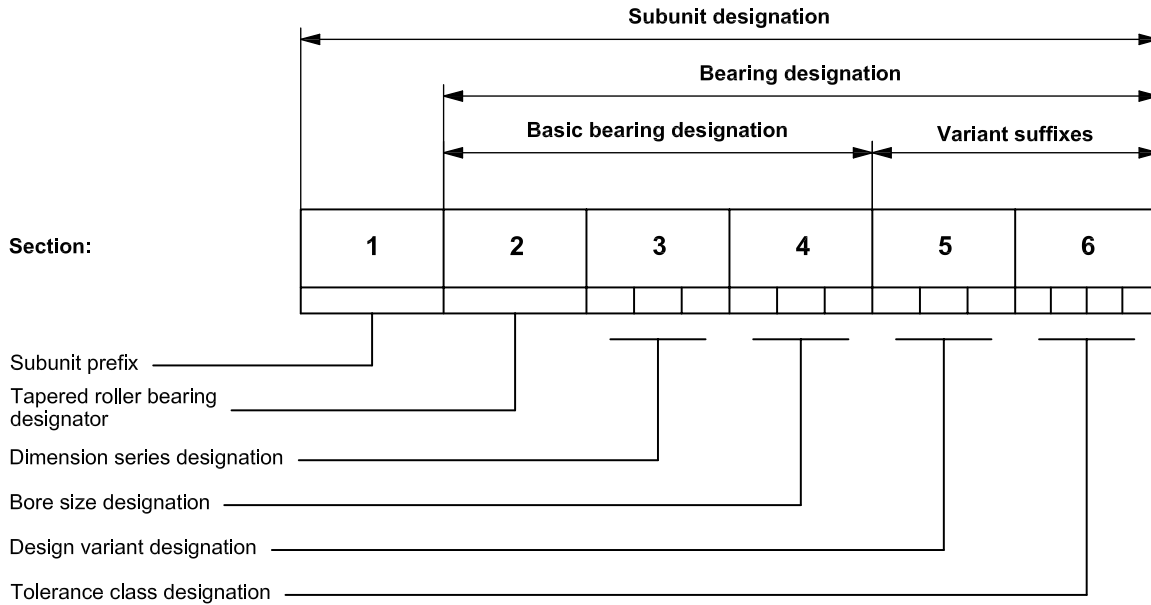 Subunit designation
Bearing designation
Basic bearing designation
Variant suffixes
Section:
1
2
3
4
5
6
Subunit prefix
Tapered roller bearing
designator
Dimension series designation
Bore size designation
Design variant designation
Tolerance class designation